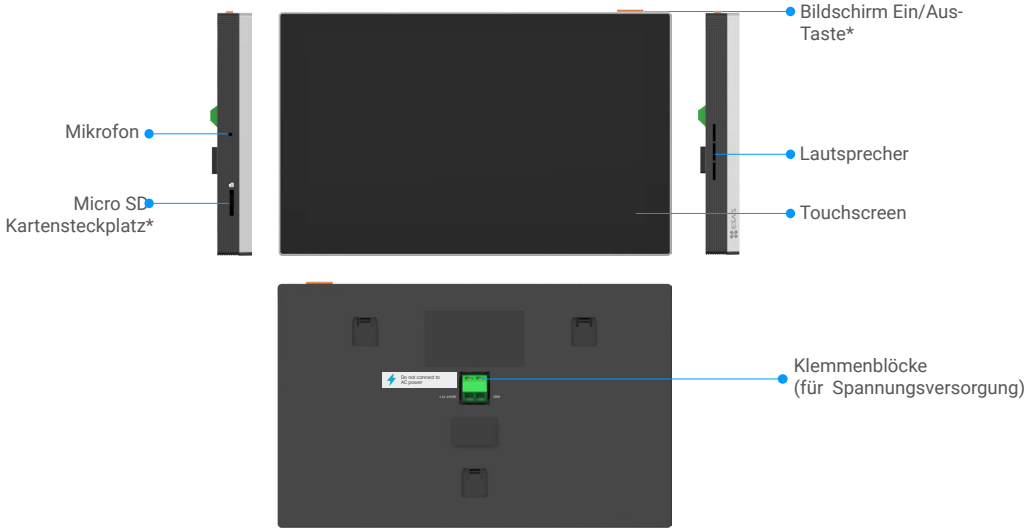 Bildschirm Ein/Aus-
Taste*
Mikrofon
Lautsprecher
Micro SD
Kartensteckplatz*
Touchscreen
EZVIZ
Klemmenblöcke
(für Spannungsversorgung)
Do not connect to
AC power